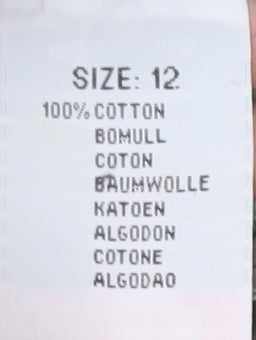 SIZE: 12
100% COTTON
BOMULL
COTON
BAUMWOLLE
KATOEN
ALGODON
COTONE
ALGODAO